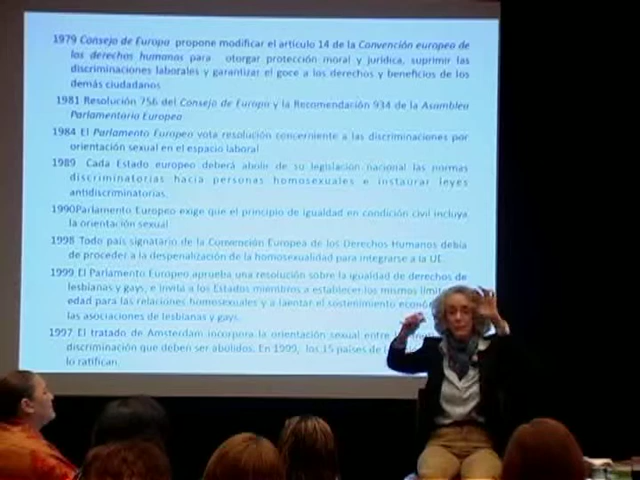 1979 Consejo de Europa propone modificar el artículo 14 de la Convención europea de
los derechos humanos para otorgar protección moral y jurídica, suprimir las
discriminaciones laborales y garantizar el goce a los derechos y beneficios de los
demás ciudadanos
1981 Resolución 756 del Consejo de Europa y la Recomendación 934 de la Asamblea
Parlamentaria Europea
1984 El Parlamento Europeo vota resolución concerniente a las discriminaciones por
orientación sexual en el espacio laboral
1989 Cada Estado europeo deberá abolir de su legislación nacional las normas
discriminatorias hacia personas homosexuales e instaurar leyes
antidiscriminatorias.
1990Parlamento Europeo exige que el principio de igualdad en condición civil incluya
la orientación sexual
1998 Todo país signatario de la Convención Europea de los Derechos Humanos debía
de proceder a la despenalización de la homosexualidad para integrarse a la UE.
1999 El Parlamento Europeo aprueba una resolución sobre la igualdad de derechos de
lesbianas y gays, e invita a los Estados miembros a establecer los mismos
edad para las relaciones homosexuales y a alentar el sostenimiento
las asociaciones de lesbianas y gays.
1997 El tratado de Amsterdam incorpora la orientación sexual entre
discriminación que deben ser abolidos. En 1999, los 15 países de
lo ratifican.